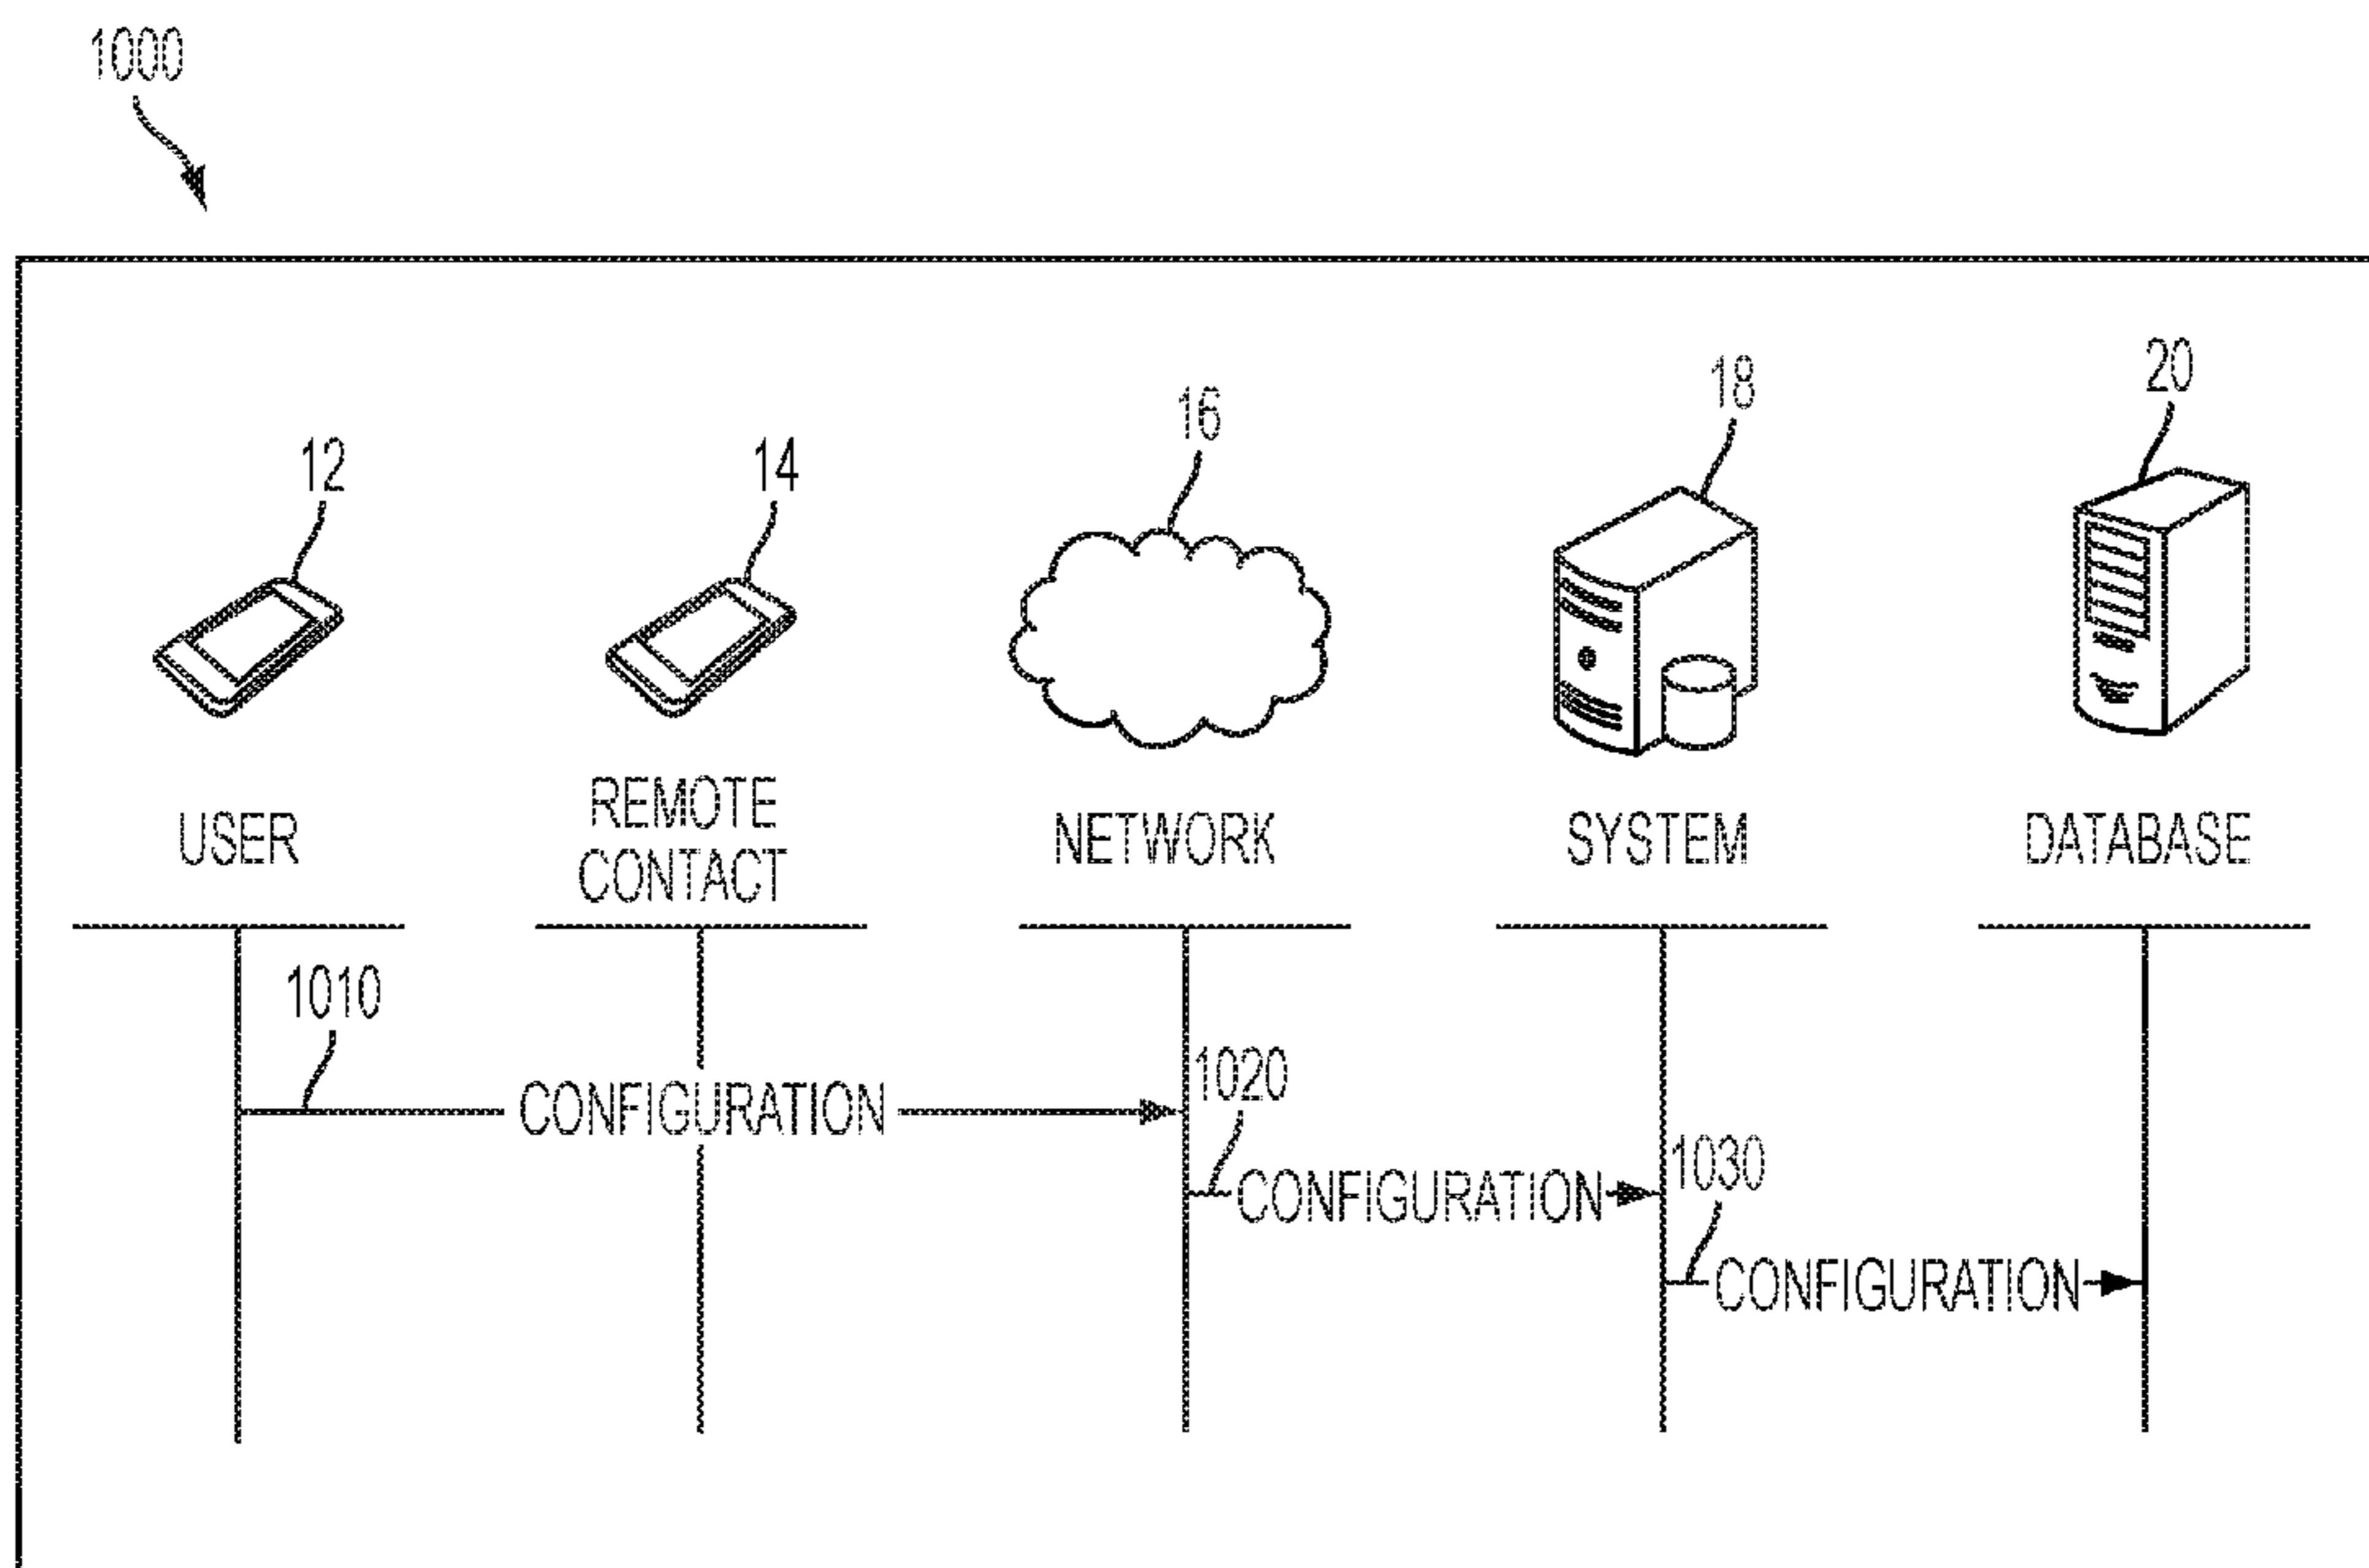 1000
12
14
16
18
20
USER
REMOTE
CONTACT
NETWORK
SYSTEM
DATABASE
1010
CONFIGURATION
1020
CONFIGURATION
1030
CONFIGURATION